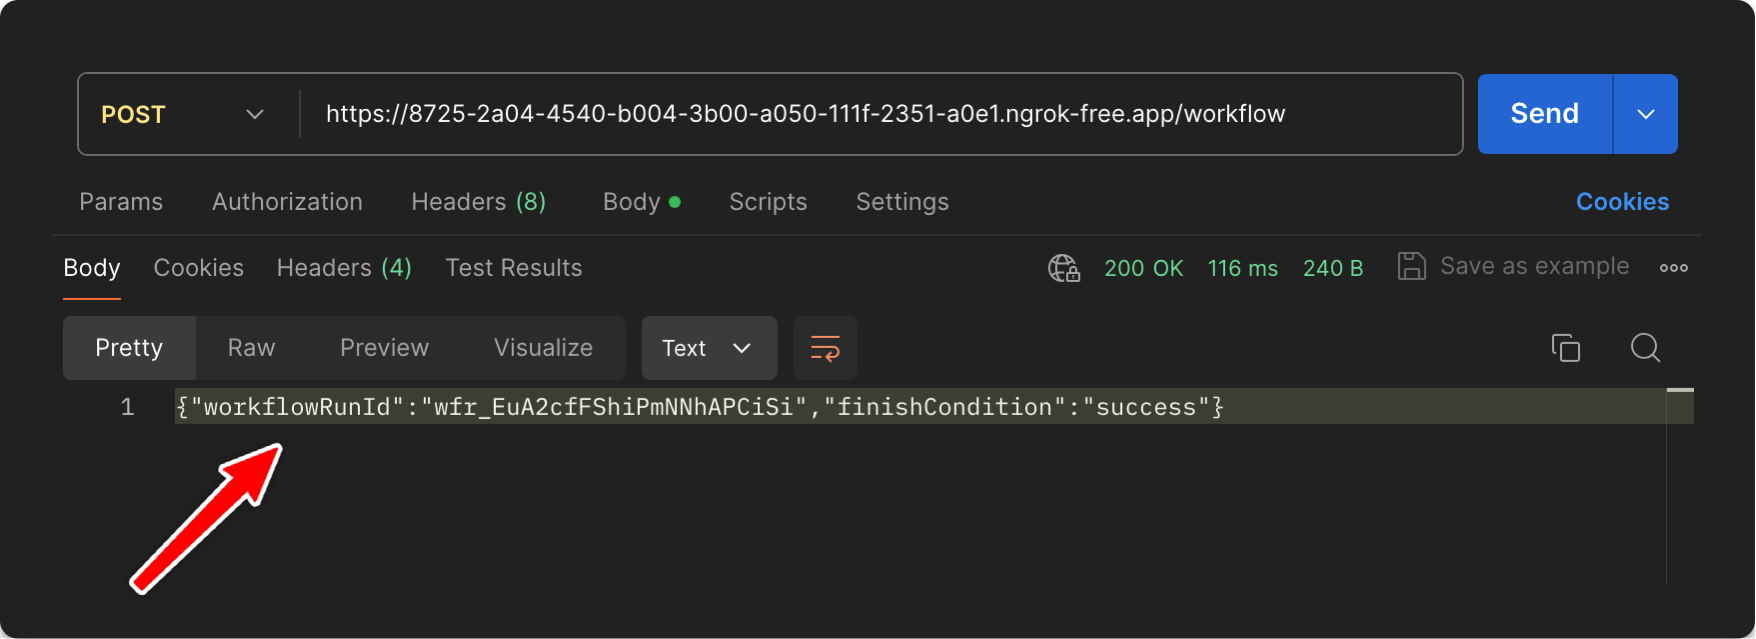 POST https://8725-2a04-4540-b004-3b00-a050-111f-2351-a0e1.ngrok-free.app/workflow Send
Params Authorization Headers (8) Body Scripts Settings Cookies
Body Cookies Headers (4) Test Results 200 OK 116 ms 240 B Save as example
Pretty Raw Preview Visualize Text
1 {"workflowRunId":"wfr_EuA2cfFShiPmNNhAPCiSi","finishCondition":"success"}